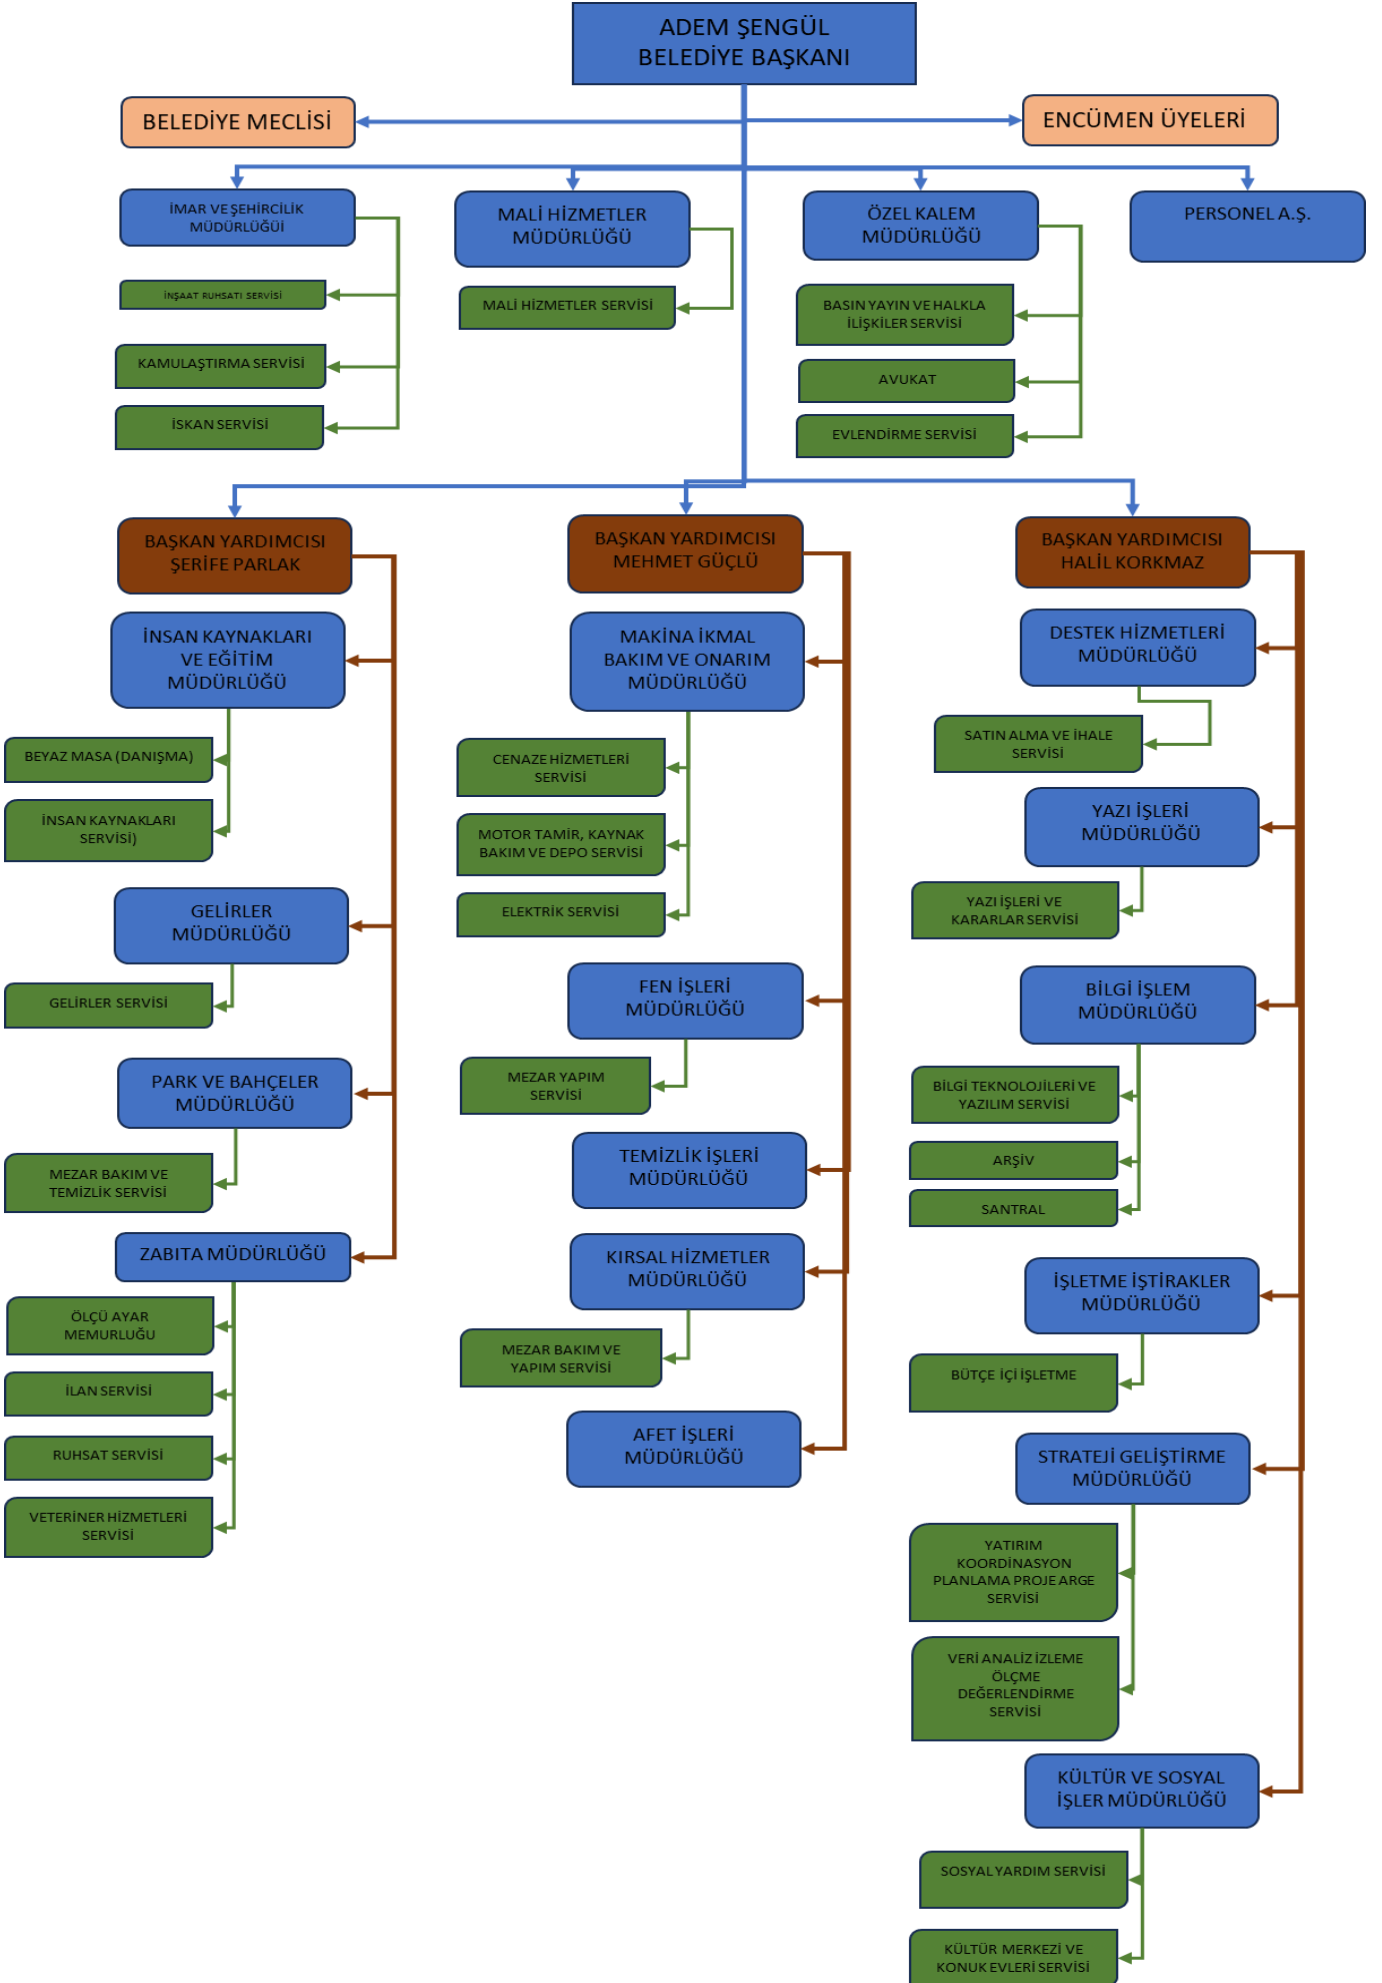 ADEM ŞENGÜL
BELEDİYE BAŞKANI
BELEDİYE MECLİSİ
ENCÜMEN ÜYELERİ
İMAR VE ŞEHİRCİLİK
MÜDÜRLÜĞÜİ
MALİ HİZMETLER
MÜDÜRLÜĞÜ
ÖZEL KALEM
MÜDÜRLÜĞÜ
PERSONEL A.Ş.
İNŞAAT RUHSATI SERVİSİ
KAMULAŞTIRMA SERVİSİ
İSKAN SERVİSİ
MALİ HİZMETLER SERVİSİ
BASIN YAYIN VE HALKLA
İLİŞKİLER SERVİSİ
AVUKAT
EVLENDİRME SERVİSİ
BAŞKAN YARDIMCISI
ŞERİFE PARLAK
İNSAN KAYNAKLARI
VE EĞİTİM
MÜDÜRLÜĞÜ
BEYAZ MASA (DANIŞMA)
İNSAN KAYNAKLARI
SERVİSİ)
GELİRLER
MÜDÜRLÜĞÜ
GELİRLER SERVİSİ
PARK VE BAHÇELER
MÜDÜRLÜĞÜ
MEZAR BAKIM VE
TEMİZLİK SERVİSİ
ZABITA MÜDÜRLÜĞÜ
ÖLÇÜ AYAR
MEMURLUĞU
İLAN SERVİSİ
RUHSAT SERVİSİ
VETERİNER HİZMETLERİ
SERVİSİ
BAŞKAN YARDIMCISI
MEHMET GÜÇLÜ
MAKİNA İKMAL
BAKIM VE ONARIM
MÜDÜRLÜĞÜ
CENAZE HİZMETLERİ
SERVİSİ
MOTOR TAMİR, KAYNAK
BAKIM VE DEPO SERVİSİ
ELEKTRİK SERVİSİ
FEN İŞLERİ
MÜDÜRLÜĞÜ
MEZAR YAPIM
SERVİSİ
TEMİZLİK İŞLERİ
MÜDÜRLÜĞÜ
KIRSAL HİZMETLER
MÜDÜRLÜĞÜ
MEZAR BAKIM VE
YAPIM SERVİSİ
AFET İŞLERİ
MÜDÜRLÜĞÜ
BAŞKAN YARDIMCISI
HALİL KORKMAZ
DESTEK HİZMETLERİ
MÜDÜRLÜĞÜ
SATIN ALMA VE İHALE
SERVİSİ
YAZI İŞLERİ
MÜDÜRLÜĞÜ
YAZI İŞLERİ VE
KARARLAR SERVİSİ
BİLGİ İŞLEM
MÜDÜRLÜĞÜ
BİLGİ TEKNOLOJİLERİ VE
YAZILIM SERVİSİ
ARŞİV
SANTRAL
İŞLETME İŞTİRAKLER
MÜDÜRLÜĞÜ
BÜTÇE İÇİ İŞLETME
STRATEJİ GELİŞTİRME
MÜDÜRLÜĞÜ
YATIRIM
KOORDİNASYON
PLANLAMA PROJE ARGE
SERVİSİ
VERİ ANALİZ İZLEME
ÖLÇME
DEĞERLENDİRME
SERVİSİ
KÜLTÜR VE SOSYAL
İŞLER MÜDÜRLÜĞÜ
SOSYAL YARDIM SERVİSİ
KÜLTÜR MERKEZİ VE
KONUK EVLERİ SERVİSİ